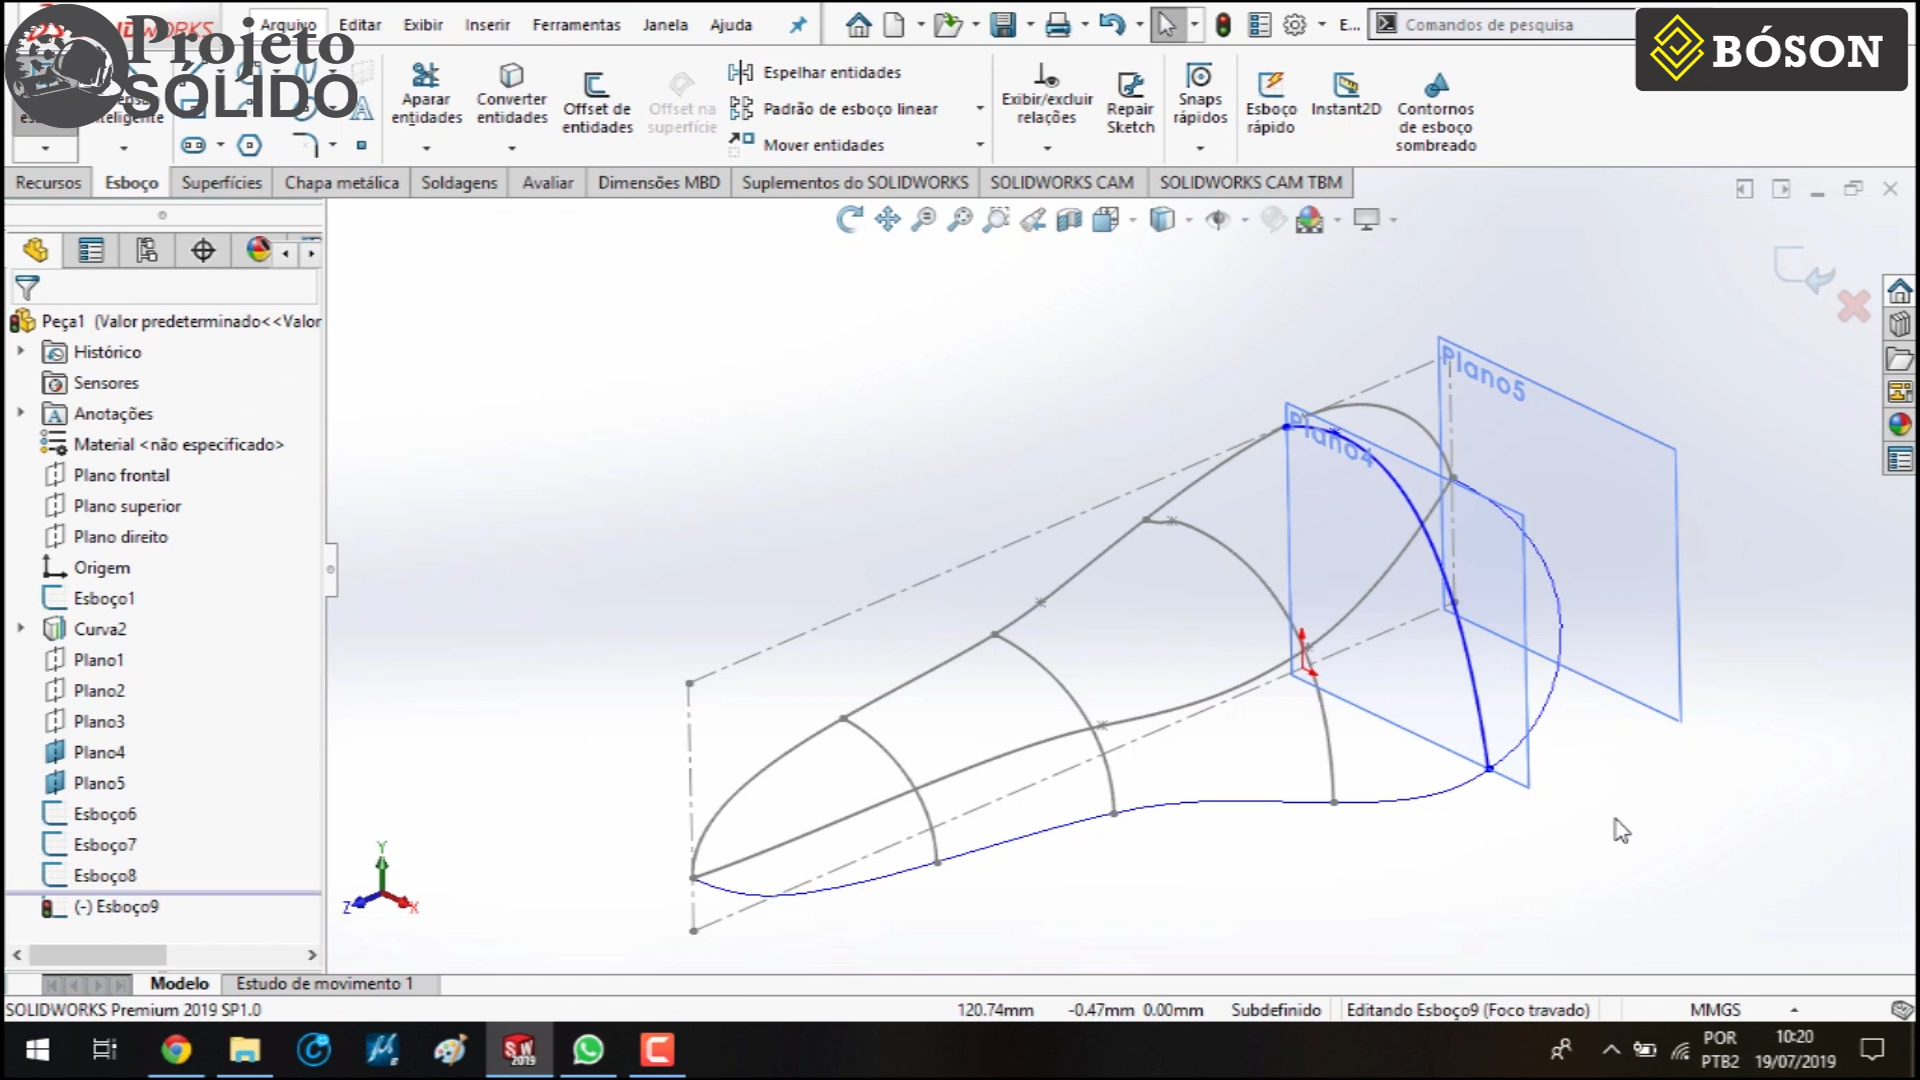 Projeto
SÓLIDO
BÓSON
Arquivo Editar Exibir Inserir Ferramentas Janela Ajuda
E...
Comandos de pesquisa
Aparar
entidades
Converter
entidades
Offset de
entidades
Offset na
superfície
Espelhar entidades
Padrão de esboço linear
Mover entidades
Exibir/excluir
relações
Repair
Sketch
Snaps
rápidos
Esboço
rápido
Instant2D
Contornos
de esboço
sombreado
Recursos Esboço Superfícies Chapa metálica Soldagens Avaliar Dimensões MBD Suplementos do SOLIDWORKS SOLIDWORKS CAM SOLIDWORKS CAM TBM
Peça1 (Valor predeterminado<<Valor
Histórico
Sensores
Anotações
Material <não especificado>
Plano frontal
Plano superior
Plano direito
Origem
Esboço1
Curva2
Plano1
Plano2
Plano3
Plano4
Plano5
Esboço6
Esboço7
Esboço8
(-) Esboço9
Plano5
Plano4
Y
Z
X
Modelo Estudo de movimento 1
SOLIDWORKS Premium 2019 SP1.0
120.74mm -0.47mm 0.00mm Subdefinido Editando Esboço9 (Foco travado) MMGS
SW
2019
POR
PTB2
10:20
19/07/2019